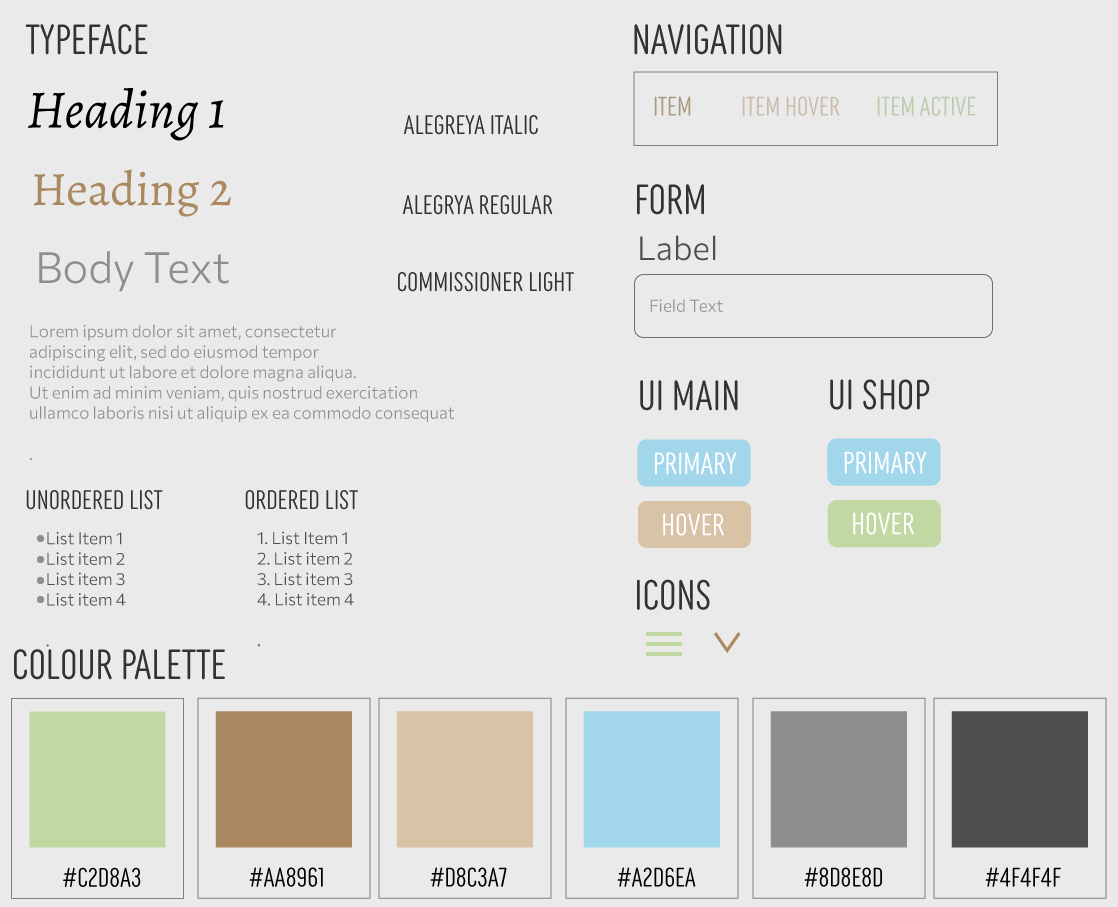 TYPEFACE
Heading 1
ALEGREYA ITALIC
Heading 2
ALEGRYA REGULAR
Body Text
COMMISSIONER LIGHT
Lorem ipsum dolor sit amet, consectetur
adipiscing elit, sed do eiusmod tempor
incididunt ut labore et dolore magna aliqua.
Ut enim ad minim veniam, quis nostrud exercitation
ullamco laboris nisi ut aliquip ex ea commodo consequat
.
UNORDERED LIST
•List Item 1
•List item 2
•List item 3
•List item 4
.
ORDERED LIST
1. List Item 1
2. List item 2
3. List item 3
4. List item 4
.
NAVIGATION
ITEM ITEM HOVER ITEM ACTIVE
FORM
Label
Field Text
UI MAIN
PRIMARY
HOVER
UI SHOP
PRIMARY
HOVER
ICONS
COLOUR PALETTE
#C2D8A3 #AA8961 #D8C3A7 #A2D6EA #8D8E8D #4F4F4F